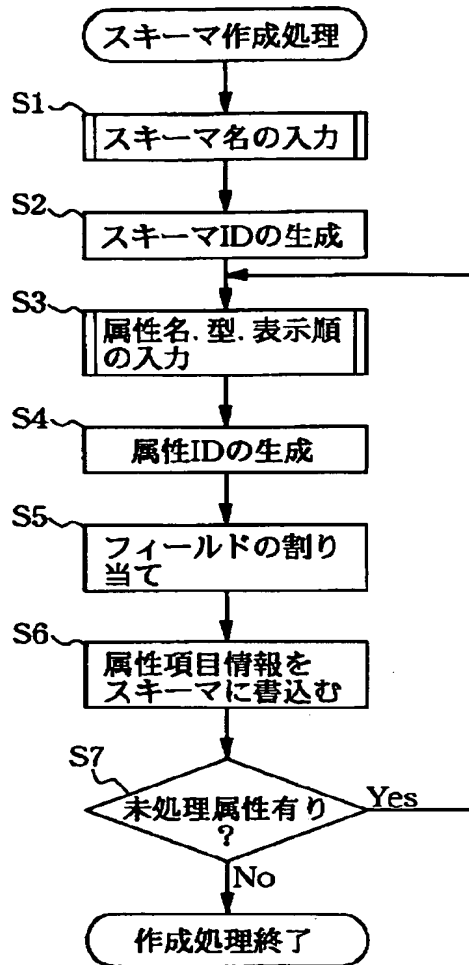 スキーマ作成処理
S1
スキーマ名の入力
S2
スキーマIDの生成
S3
属性名.型.表示順
の入力
S4
属性IDの生成
S5
フィールドの割り
当て
S6
属性項目情報を
スキーマに書込む
S7
未処理属性有り
?
Yes
No
作成処理終了